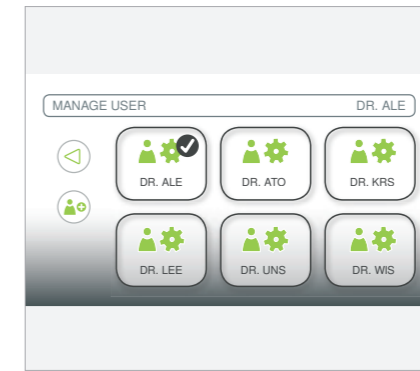 MANAGE USER DR. ALE
DR. ALE DR. ATO DR. KRS
DR. LEE DR. UNS DR. WIS